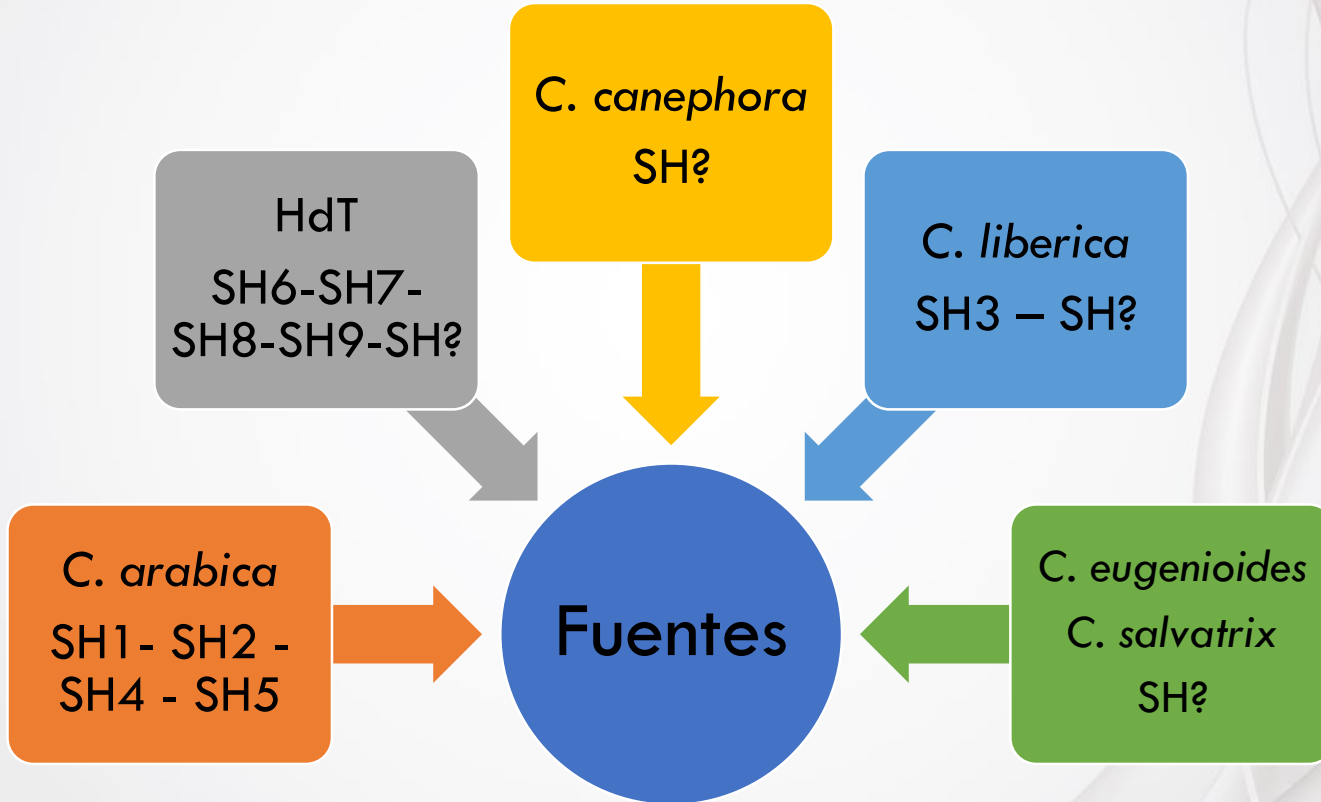 C. canephora
SH?
HdT
SH6-SH7-
SH8-SH9-SH?
C. liberica
SH3 – SH?
C. arabica
SH1- SH2 -
SH4 - SH5
Fuentes
C. eugenioides
C. salvatrix
SH?